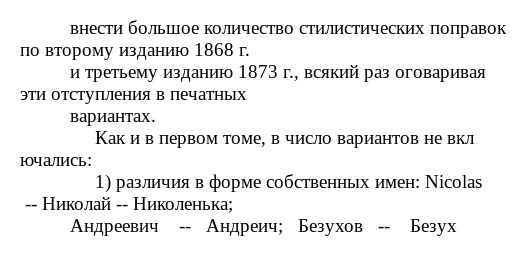 внести большое количество стилистических поправок
по второму изданию 1868 г.
и третьему изданию 1873 г., всякий раз оговаривая
эти отступления в печатных
вариантах.
Как и в первом томе, в число вариантов не вкл
ючались:
1) различия в форме собственных имен: Nicolas
-- Николай -- Николенька;
Андреевич -- Андреич; Безухов -- Безух